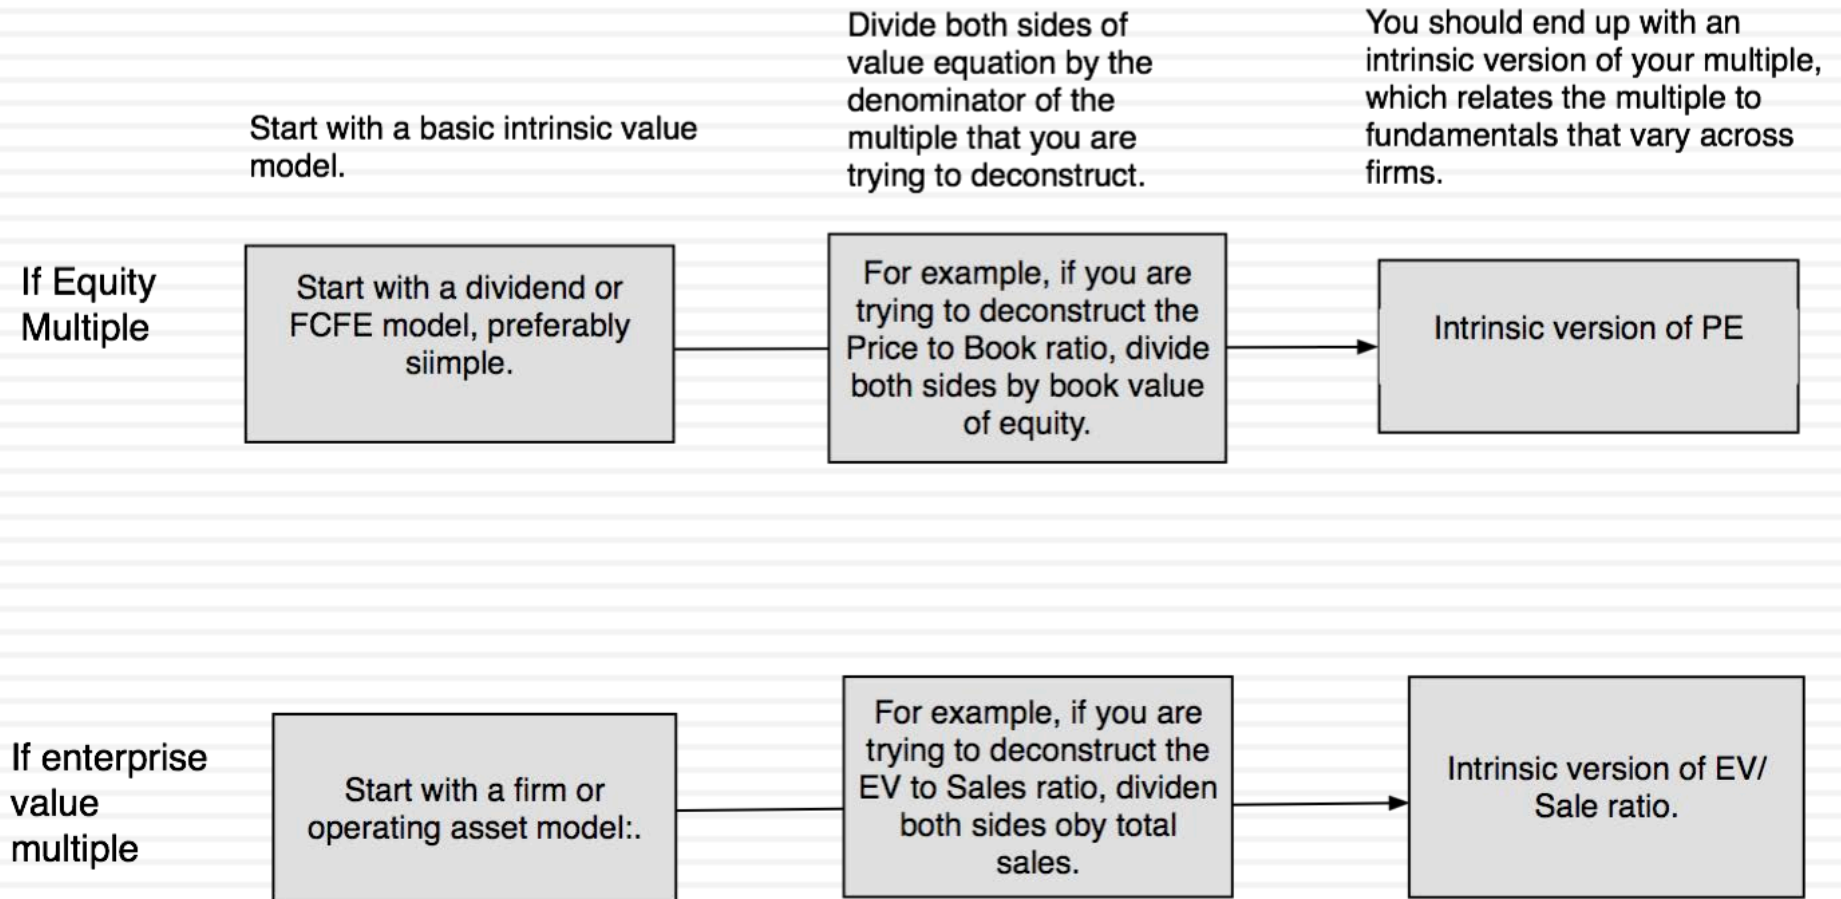 Start with a basic intrinsic value
model.
Divide both sides of
value equation by the
denominator of the
multiple that you are
trying to deconstruct.
You should end up with an
intrinsic version of your multiple,
which relates the multiple to
fundamentals that vary across
firms.
If Equity
Multiple
Start with a dividend or
FCFE model, preferably
siimple.
For example, if you are
trying to deconstruct the
Price to Book ratio, divide
both sides by book value
of equity.
Intrinsic version of PE
If enterprise
value
multiple
Start with a firm or
operating asset model:.
For example, if you are
trying to deconstruct the
EV to Sales ratio, dividen
both sides oby total
sales.
Intrinsic version of EV/
Sale ratio.